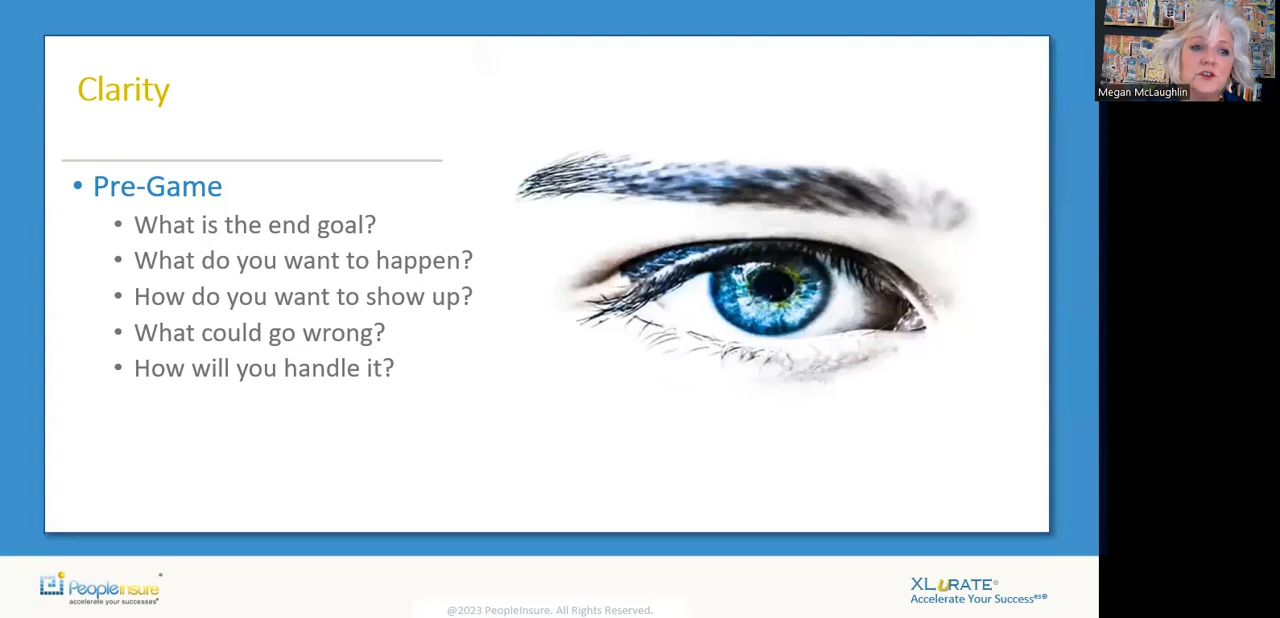 Clarity
• Pre-Game
• What is the end goal?
• What do you want to happen?
• How do you want to show up?
• What could go wrong?
• How will you handle it?
Megan McLaughlin
PeopleInsure
accelerate your successes®
@2023 PeopleInsure. All Rights Reserved.
XLURATE®
Accelerate Your Success^es®